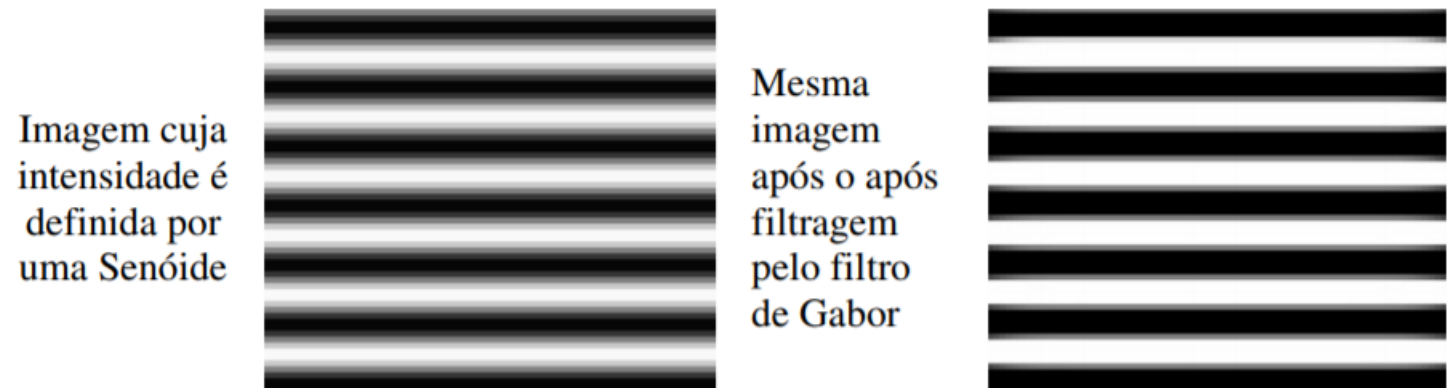 Imagem cuja
intensidade é
definida por
uma Senóide
Mesma
imagem
após o após
filtragem
pelo filtro
de Gabor